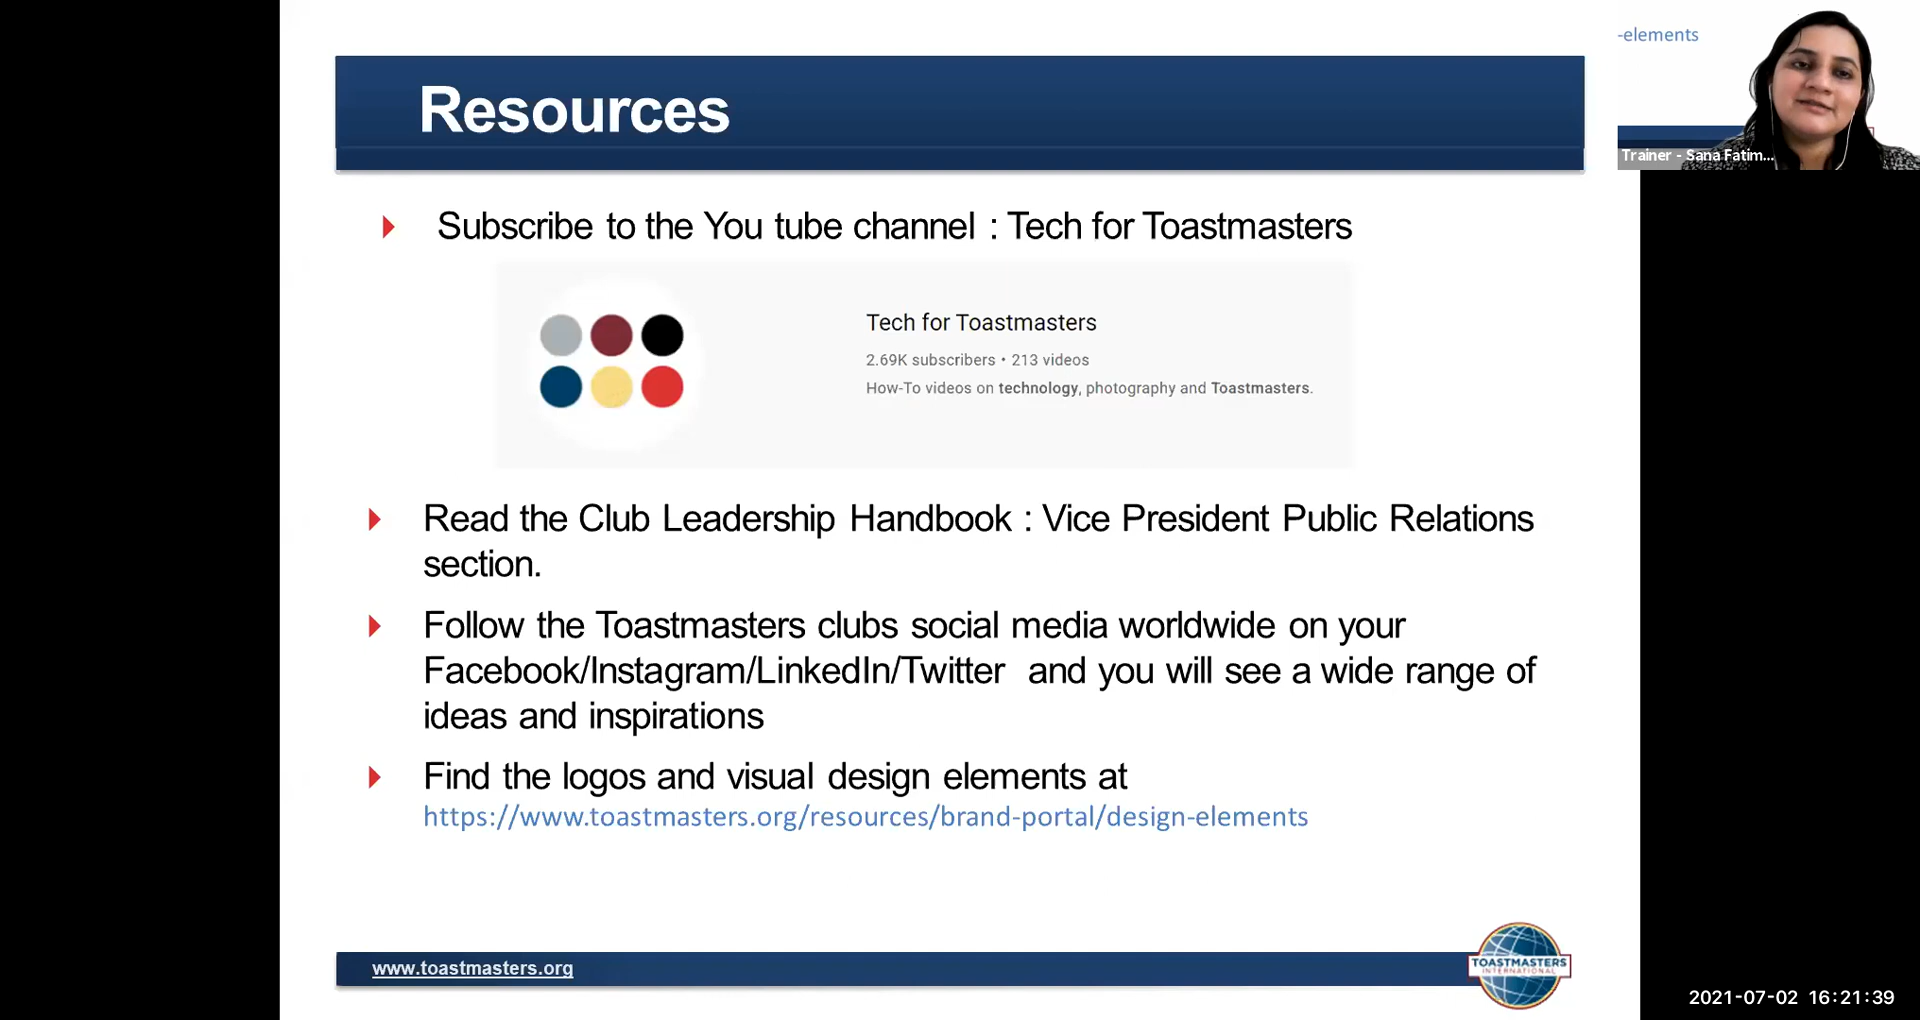 -elements
Resources
Trainer - Sana Fatim...
Subscribe to the You tube channel : Tech for Toastmasters
Tech for Toastmasters
2.69K subscribers • 213 videos
How-To videos on technology, photography and Toastmasters.
Read the Club Leadership Handbook : Vice President Public Relations
section.
Follow the Toastmasters clubs social media worldwide on your
Facebook/Instagram/LinkedIn/Twitter and you will see a wide range of
ideas and inspirations
Find the logos and visual design elements at
https://www.toastmasters.org/resources/brand-portal/design-elements
www.toastmasters.org
TOASTMASTERS
INTERNATIONAL
2021-07-02 16:21:39